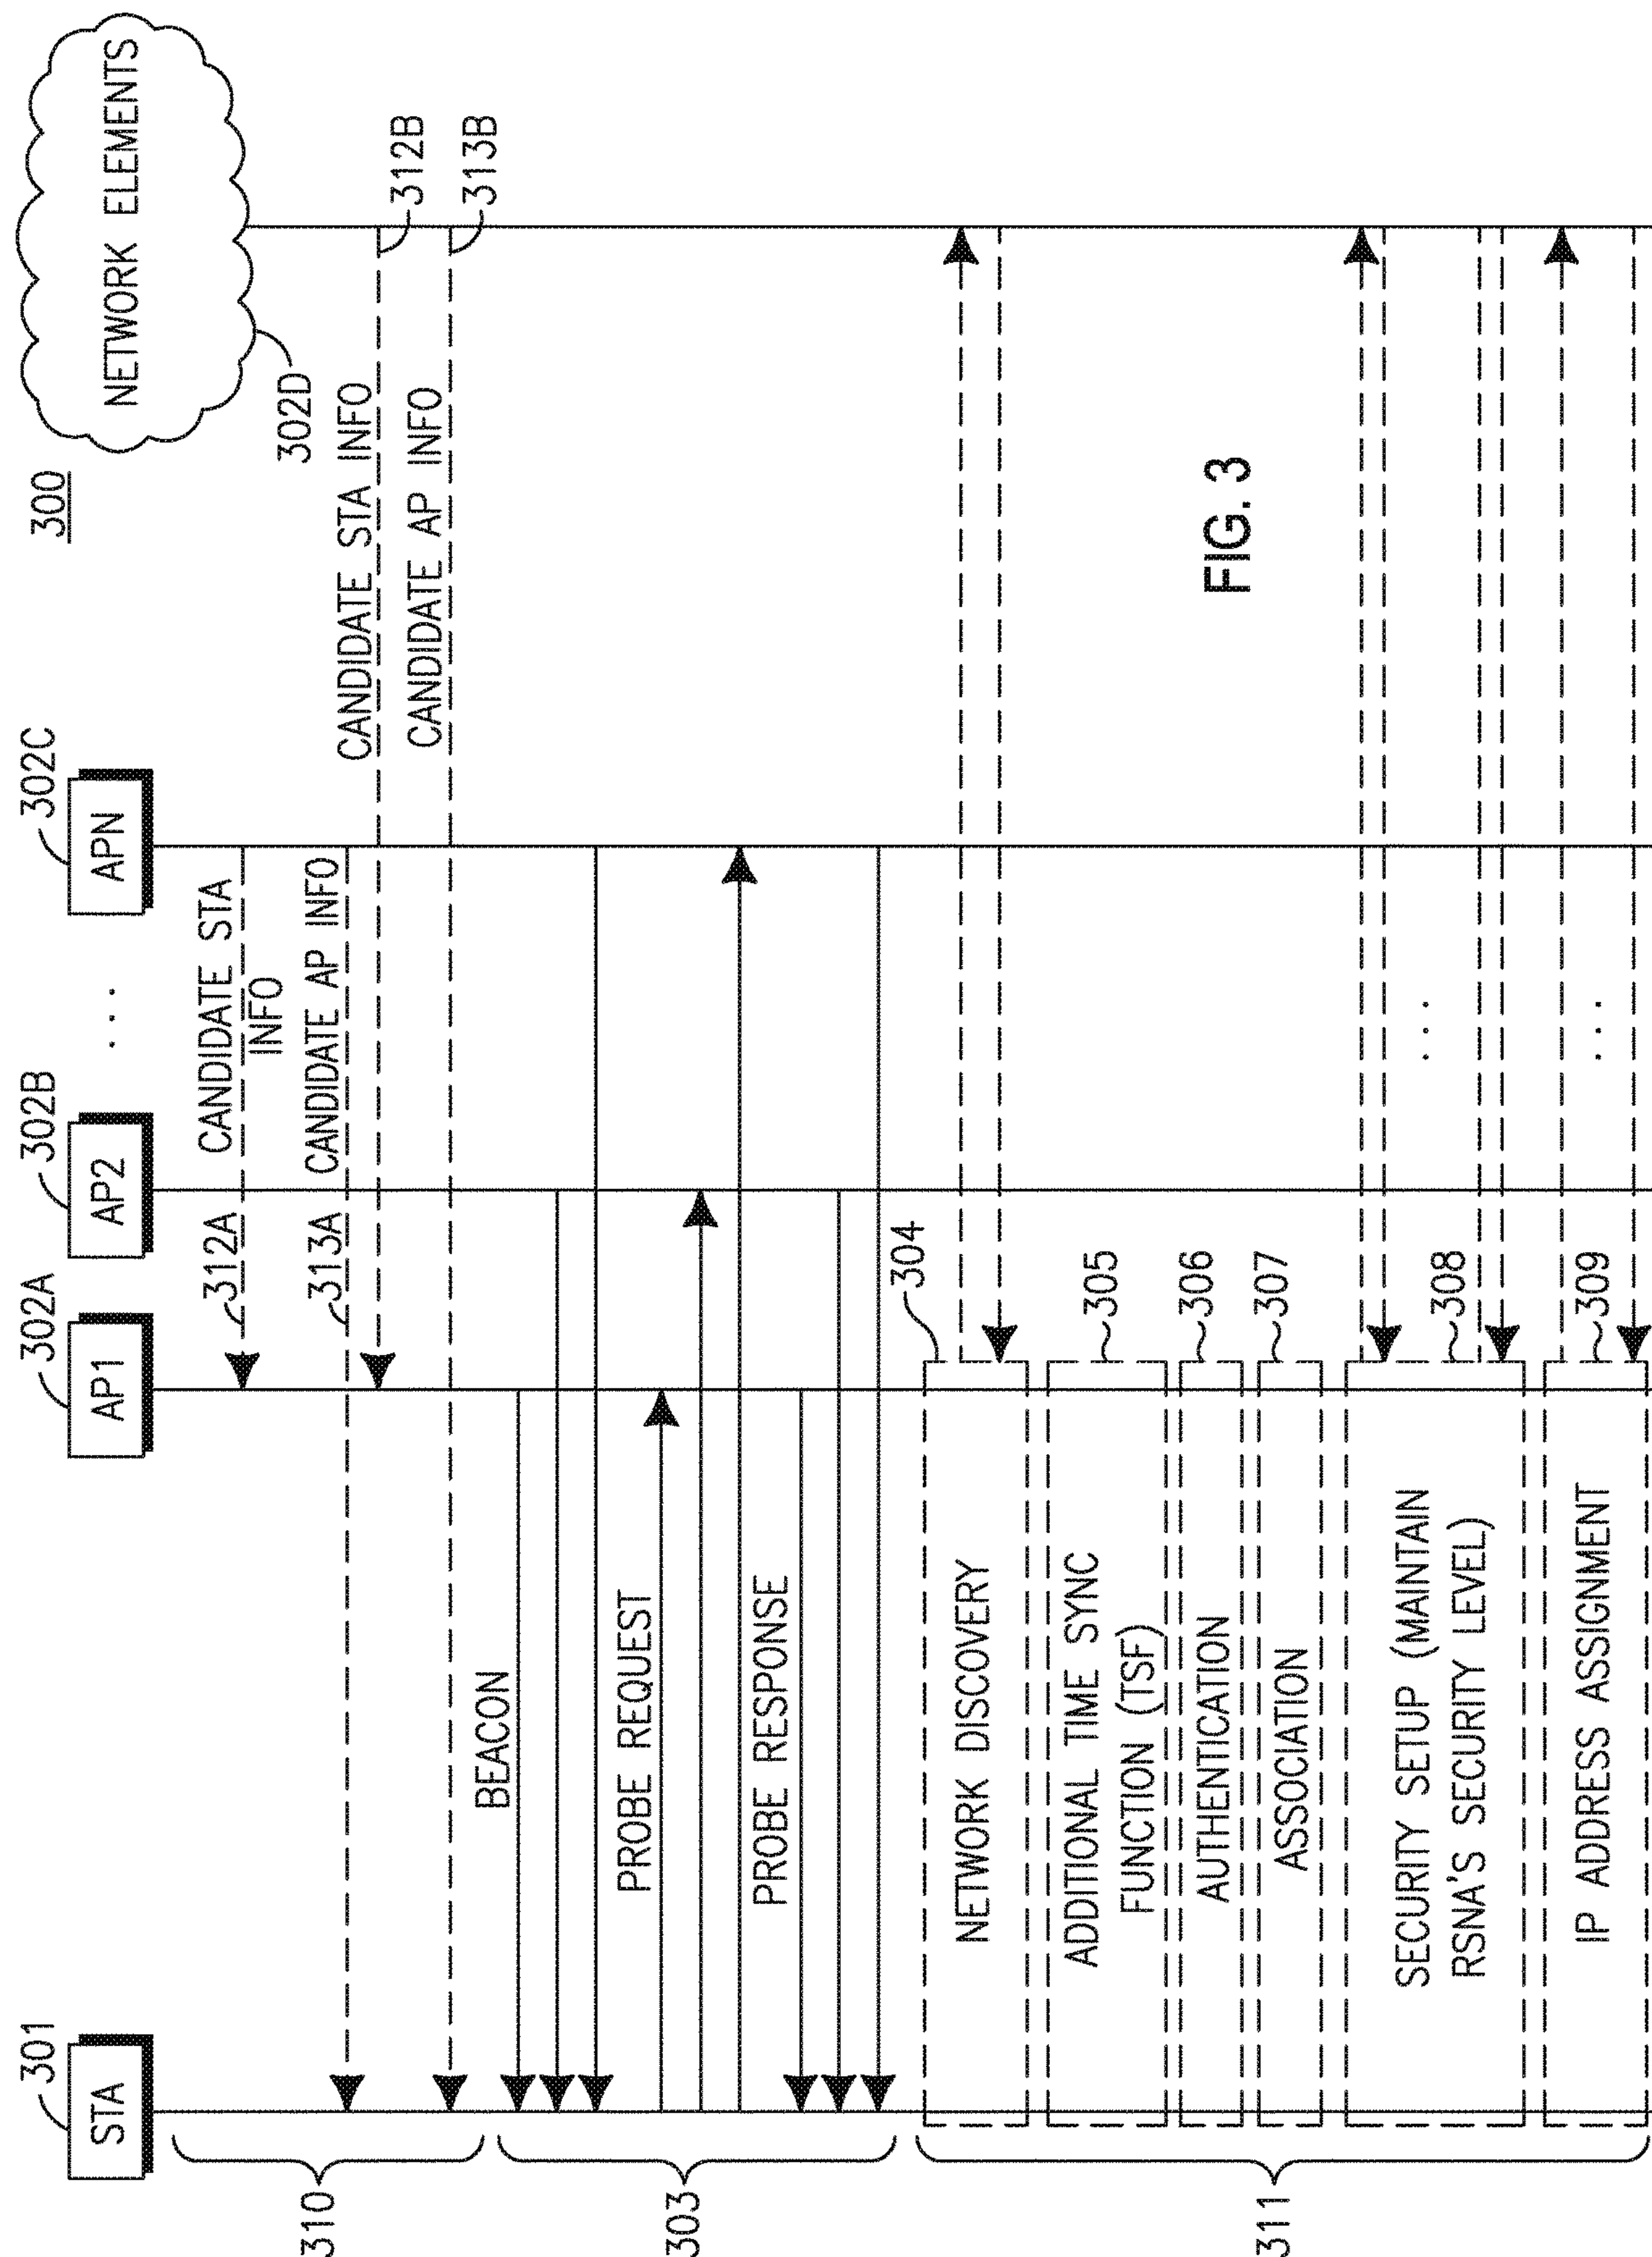 300
301
STA
302A
AP1
302B
AP2
. . .
302C
APN
NETWORK ELEMENTS
302D
310
312A
CANDIDATE STA
INFO
313A
CANDIDATE AP INFO
CANDIDATE STA INFO
312B
CANDIDATE AP INFO
313B
303
BEACON
PROBE REQUEST
PROBE RESPONSE
311
304
NETWORK DISCOVERY
305
ADDITIONAL TIME SYNC
FUNCTION (TSF)
306
AUTHENTICATION
307
ASSOCIATION
308
SECURITY SETUP (MAINTAIN
RSNA'S SECURITY LEVEL)
. . .
309
IP ADDRESS ASSIGNMENT
. . .
FIG. 3